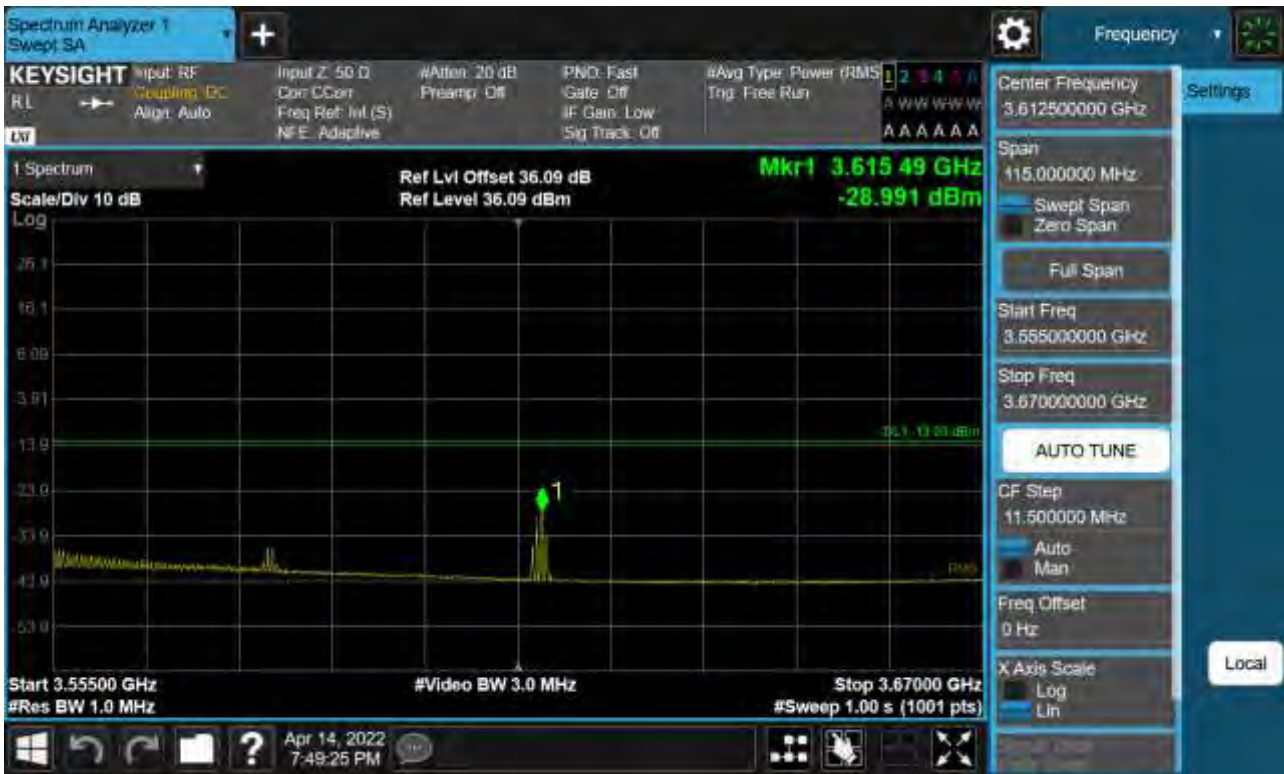 Spectrum Analyzer 1
Swept SA
+
Frequency
KEYSIGHT
RL
LXI
Input: RF
Coupling: DC
Align: Auto
Input Z: 50 Ω
Corr CCorr
Freq Ref: Int (S)
NFE: Adaptive
#Atten: 20 dB
Preamp: Off
PNO: Fast
Gate: Off
IF Gain: Low
Sig Track: Off
#Avg Type: Power (RMS
Trig: Free Run
1 2 3 4 5 6
A W W W W W
A A A A A A
1 Spectrum
Scale/Div 10 dB
Log
Ref Lvl Offset 36.09 dB
Ref Level 36.09 dBm
Mkr1 3.615 49 GHz
-28.991 dBm
26.1
16.1
6.09
-3.91
-13.9
DL1 -13.00 dBm
-23.9
1
-33.9
-43.9
RMS
-53.9
Start 3.55500 GHz
#Res BW 1.0 MHz
#Video BW 3.0 MHz
Stop 3.67000 GHz
#Sweep 1.00 s (1001 pts)
Center Frequency
3.612500000 GHz
Settings
Span
115.000000 MHz
Swept Span
Zero Span
Full Span
Start Freq
3.555000000 GHz
Stop Freq
3.670000000 GHz
AUTO TUNE
CF Step
11.500000 MHz
Auto
Man
Freq Offset
0 Hz
X Axis Scale
Log
Lin
Local
?
Apr 14, 2022
7:49:25 PM